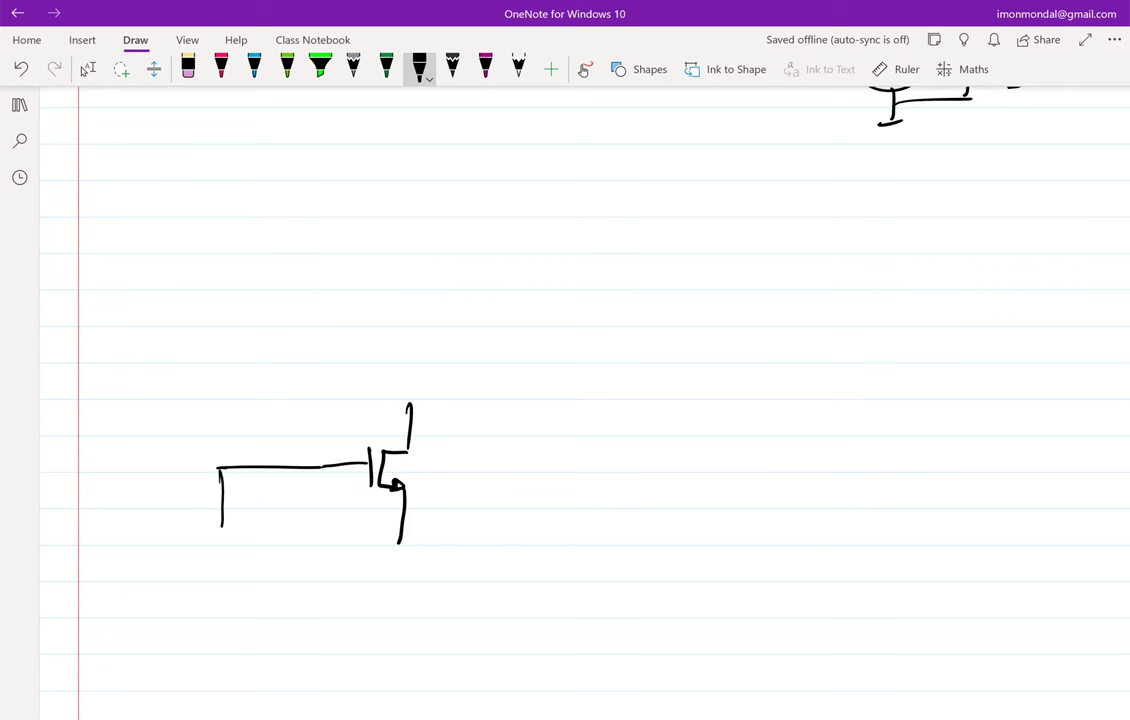 OneNote for Windows 10
imonmondal@gmail.com
Home
Insert
Draw
View
Help
Class Notebook
Saved offline (auto-sync is off)
Share
Shapes
Ink to Shape
Ink to Text
Ruler
Maths